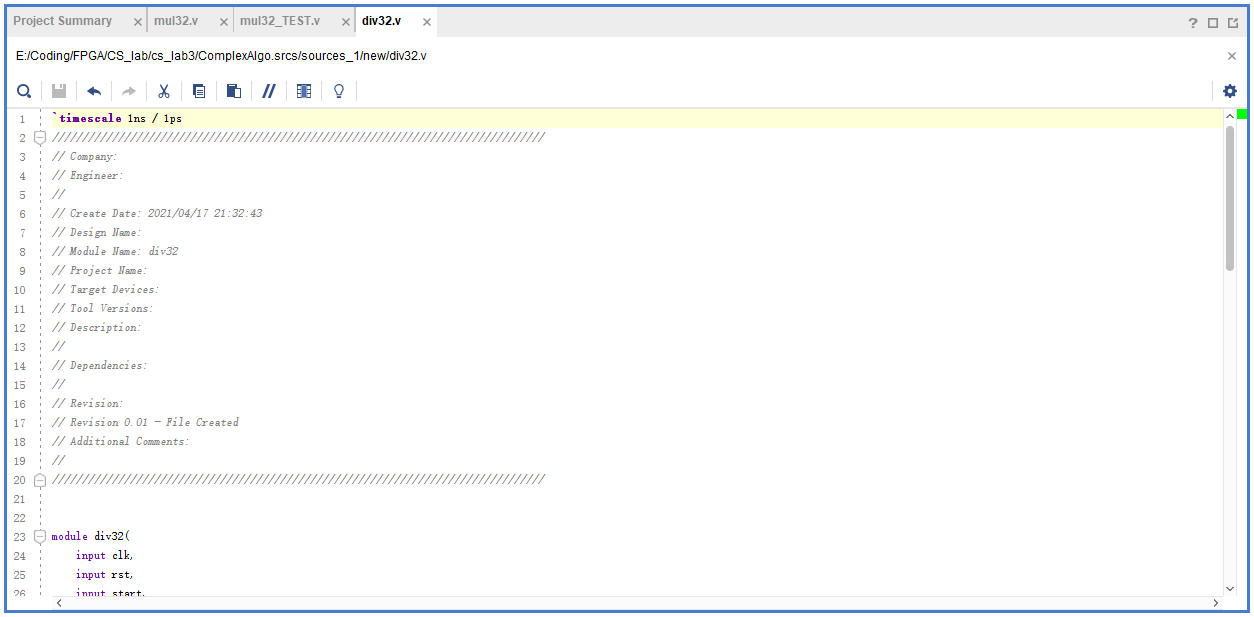 Project Summary × mul32.v × mul32_TEST.v × div32.v × ?
E:/Coding/FPGA/CS_lab/cs_lab3/ComplexAlgo.srcs/sources_1/new/div32.v ×
1 `timescale 1ns / 1ps
2 //////////////////////////////////////////////////////////////////////////////////
3 // Company:
4 // Engineer:
5 //
6 // Create Date: 2021/04/17 21:32:43
7 // Design Name:
8 // Module Name: div32
9 // Project Name:
10 // Target Devices:
11 // Tool Versions:
12 // Description:
13 //
14 // Dependencies:
15 //
16 // Revision:
17 // Revision 0.01 - File Created
18 // Additional Comments:
19 //
20 //////////////////////////////////////////////////////////////////////////////////
21
22
23 module div32(
24 input clk,
25 input rst,
26 input start,